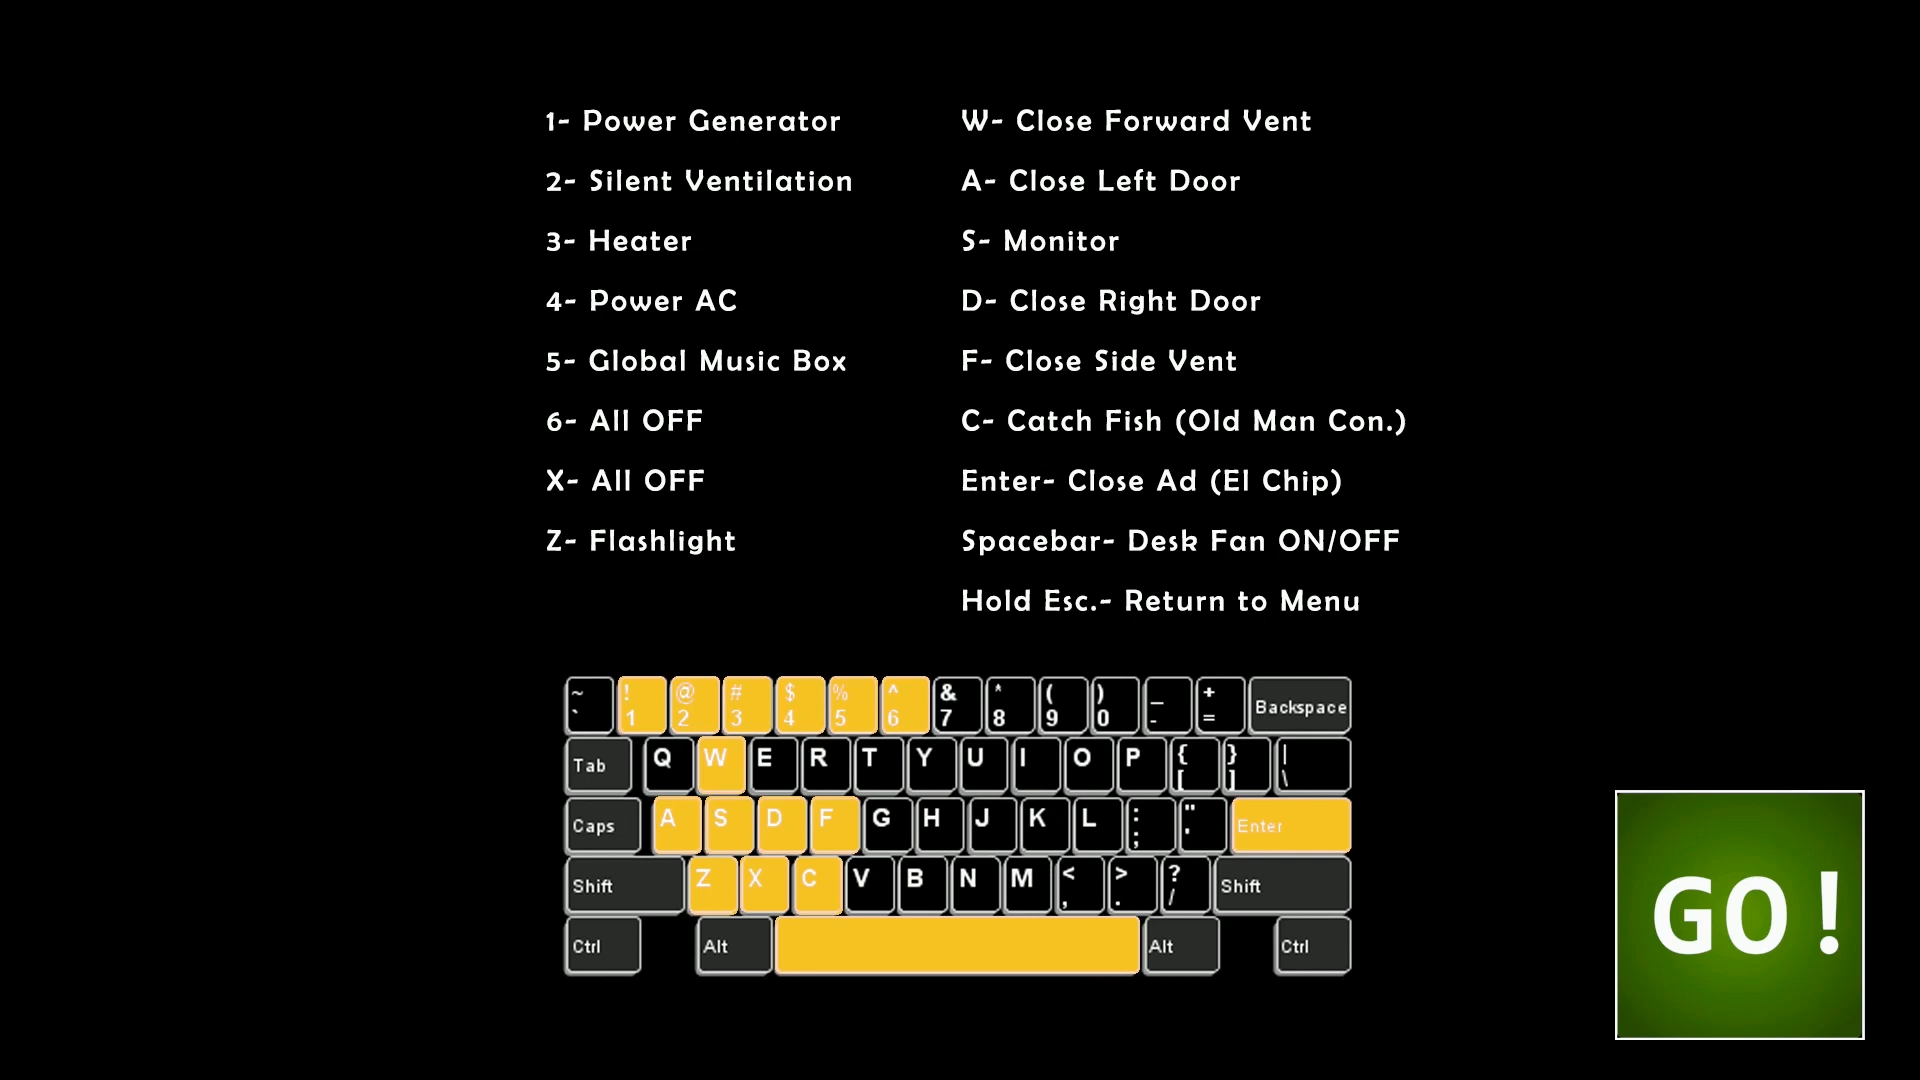 1- Power Generator
2- Silent Ventilation
3- Heater
4- Power AC
5- Global Music Box
6- All OFF
X- All OFF
Z- Flashlight
W- Close Forward Vent
A- Close Left Door
S- Monitor
D- Close Right Door
F- Close Side Vent
C- Catch Fish (Old Man Con.)
Enter- Close Ad (El Chip)
Spacebar- Desk Fan ON/OFF
Hold Esc.- Return to Menu
~ ! @ # $ % ^ & * ( ) _ +
` 1 2 3 4 5 6 7 8 9 0 - = Backspace
Tab Q W E R T Y U I O P { } |
[ ] \
Caps A S D F G H J K L : " Enter
; '
Shift Z X C V B N M < > ? Shift
, . /
Ctrl Alt Alt Ctrl
GO!